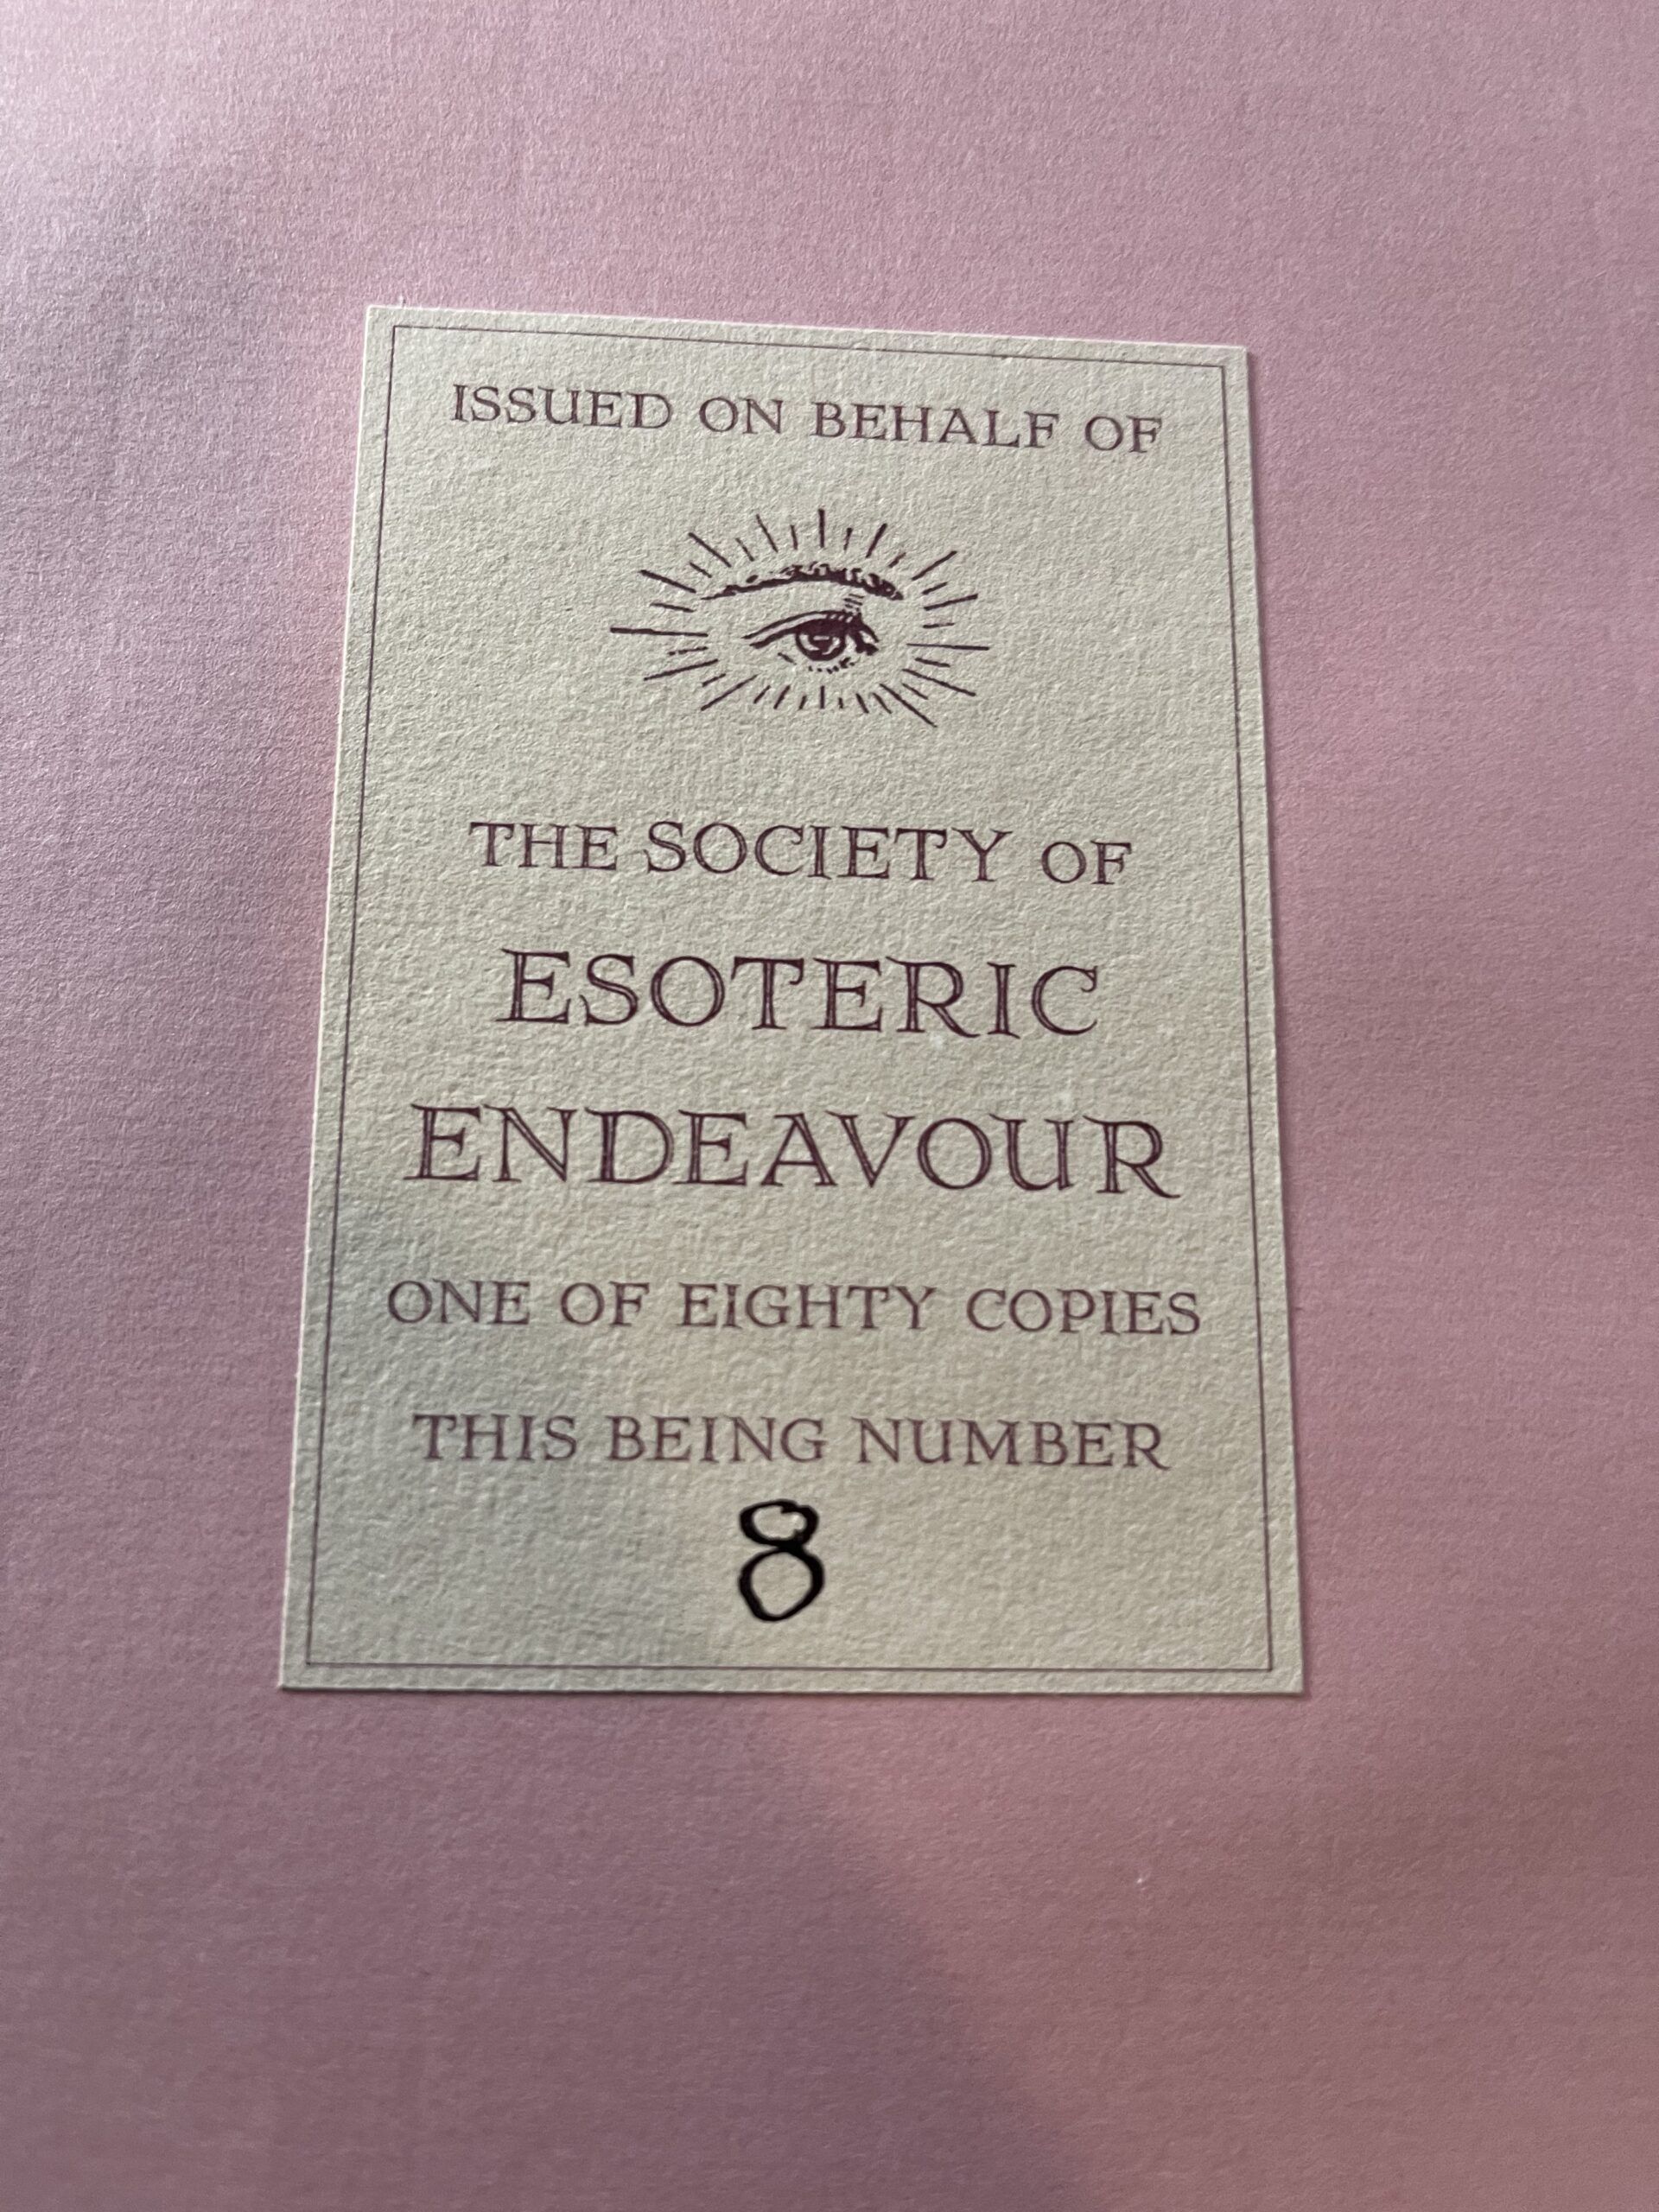 ISSUED ON BEHALF OF
THE SOCIETY OF
ESOTERIC
ENDEAVOUR
ONE OF EIGHTY COPIES
THIS BEING NUMBER
8